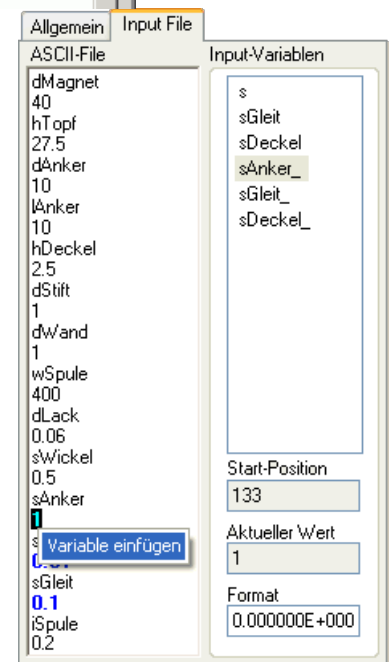 Allgemein
Input File
ASCII-File
dMagnet
40
hTopf
27.5
dAnker
10
lAnker
10
hDeckel
2.5
dStift
1
dWand
1
wSpule
400
dLack
0.06
sWickel
0.5
sAnker
1
Variable einfügen
sGleit
0.1
iSpule
0.2
Input-Variablen
s
sGleit
sDeckel
sAnker_
sGleit_
sDeckel_
Start-Position
133
Aktueller Wert
1
Format
0.000000E+000